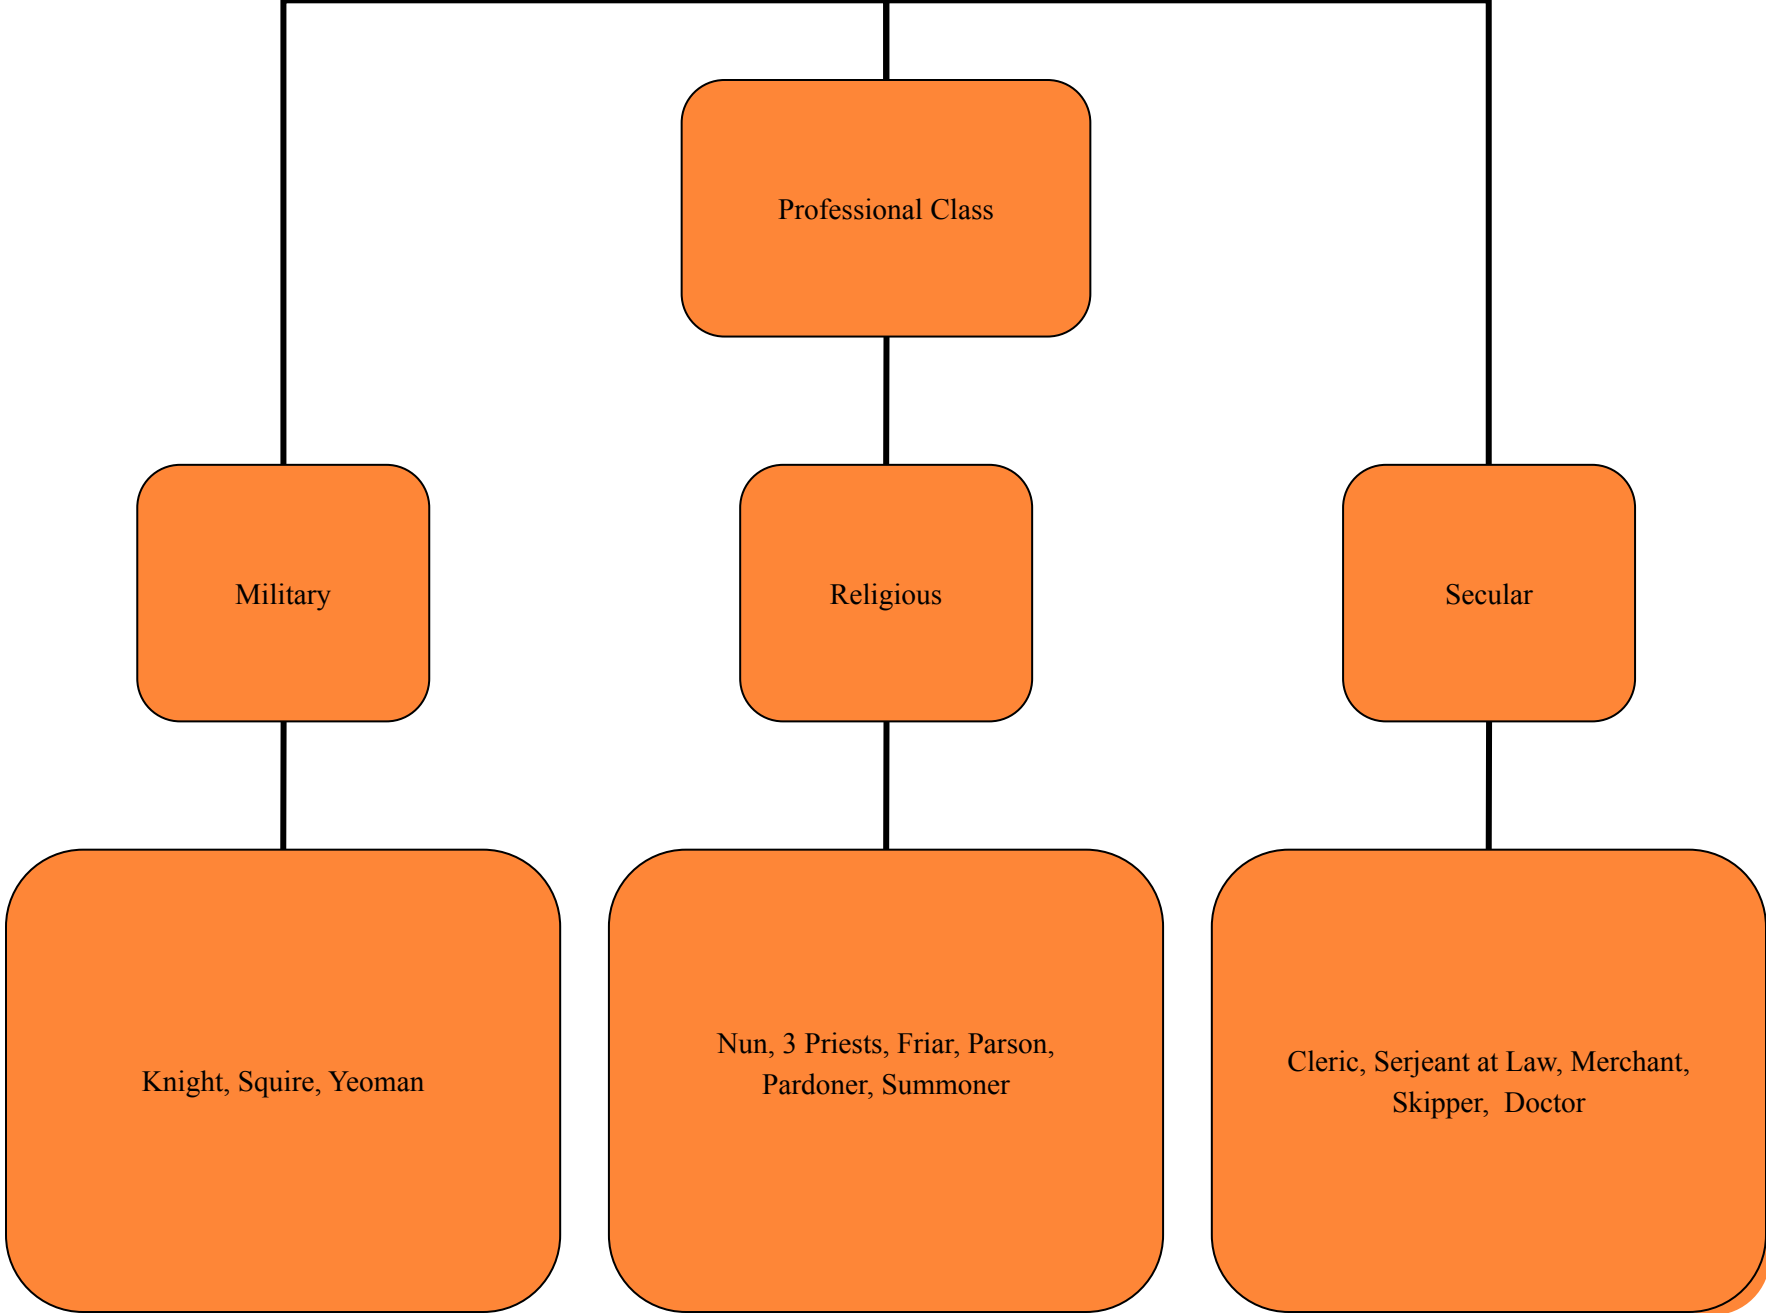 Professional Class
Military
Religious
Secular
Knight, Squire, Yeoman
Nun, 3 Priests, Friar, Parson,
Pardoner, Summoner
Cleric, Serjeant at Law, Merchant,
Skipper,  Doctor